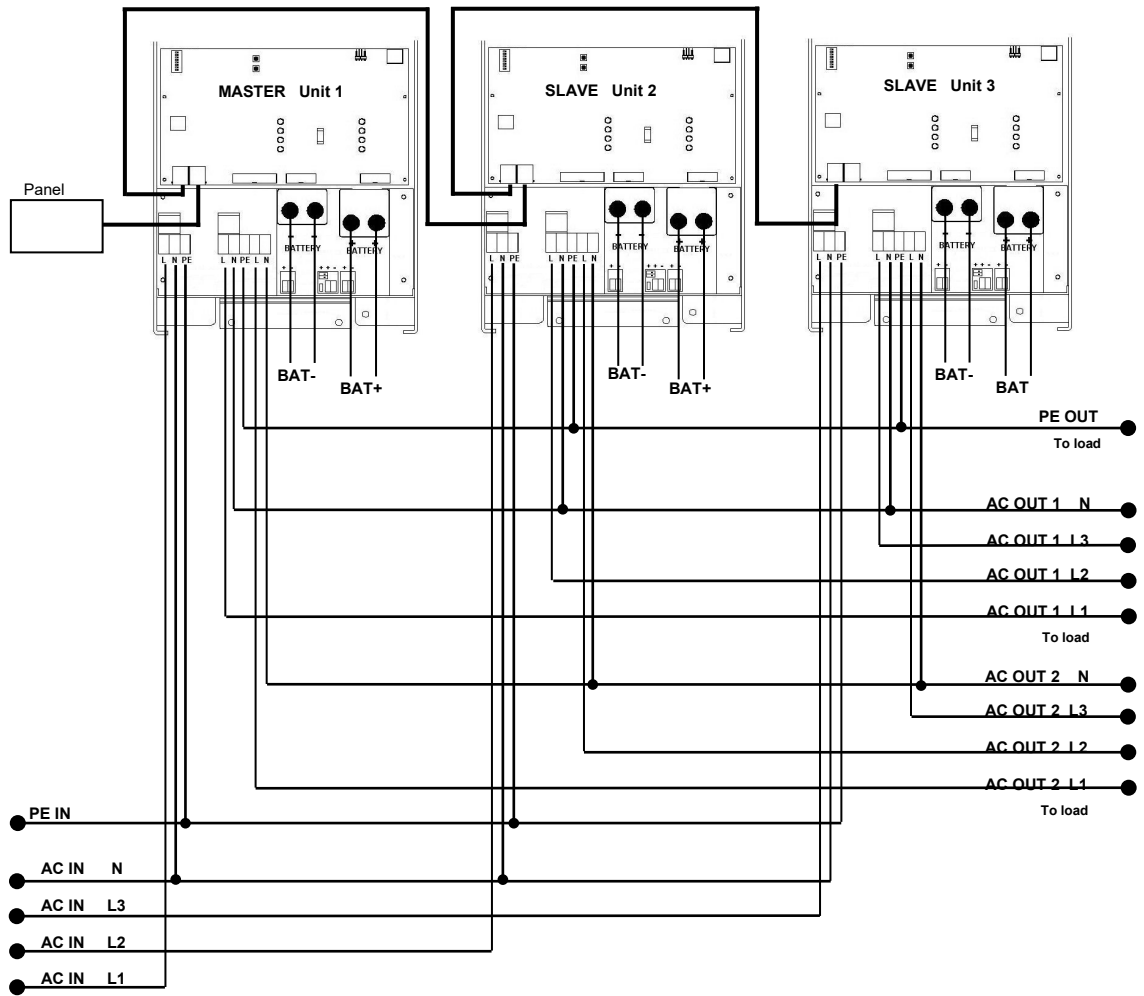 MASTER Unit 1
SLAVE Unit 2
SLAVE Unit 3
Panel
BATTERY BATTERY
BATTERY BATTERY
BATTERY BATTERY
L N PE L N PE L N
L N PE L N PE L N
L N PE L N PE L N
+ - + + - + -
+ - + + - + -
+ - + + - + -
BAT- BAT+
BAT- BAT+
BAT- BAT
PE OUT
To load
AC OUT 1 N
AC OUT 1 L3
AC OUT 1 L2
AC OUT 1 L1
To load
AC OUT 2 N
AC OUT 2 L3
AC OUT 2 L2
AC OUT 2 L1
To load
PE IN
AC IN N
AC IN L3
AC IN L2
AC IN L1